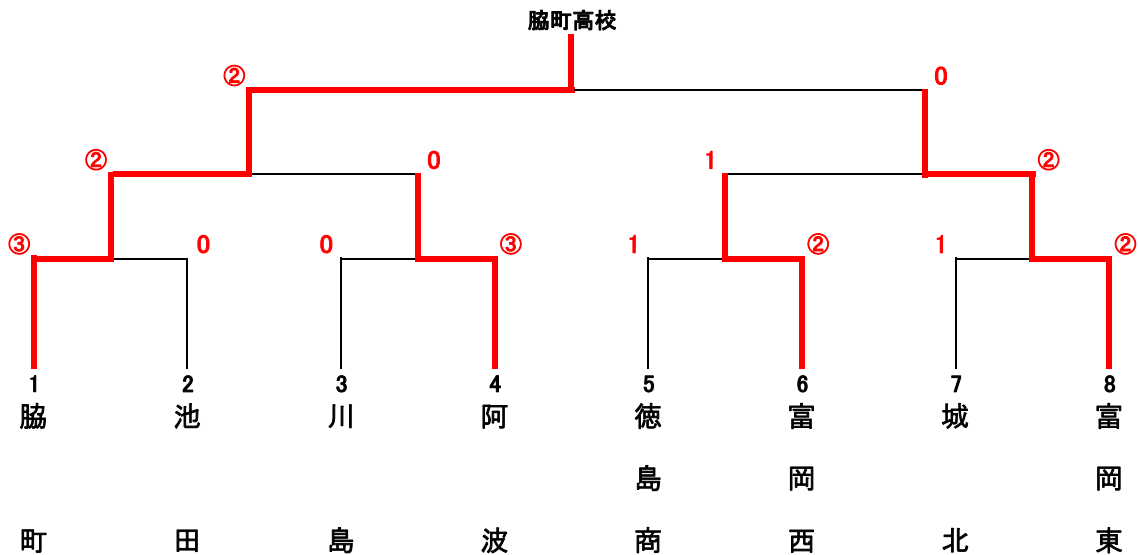 脇町高校
② 0
② 0 1 ②
③ 0 0 ③ 1 ② 1 ②
1 2 3 4 5 6 7 8
脇町 池田 川島 阿波 徳島商 富岡西 城北 富岡東